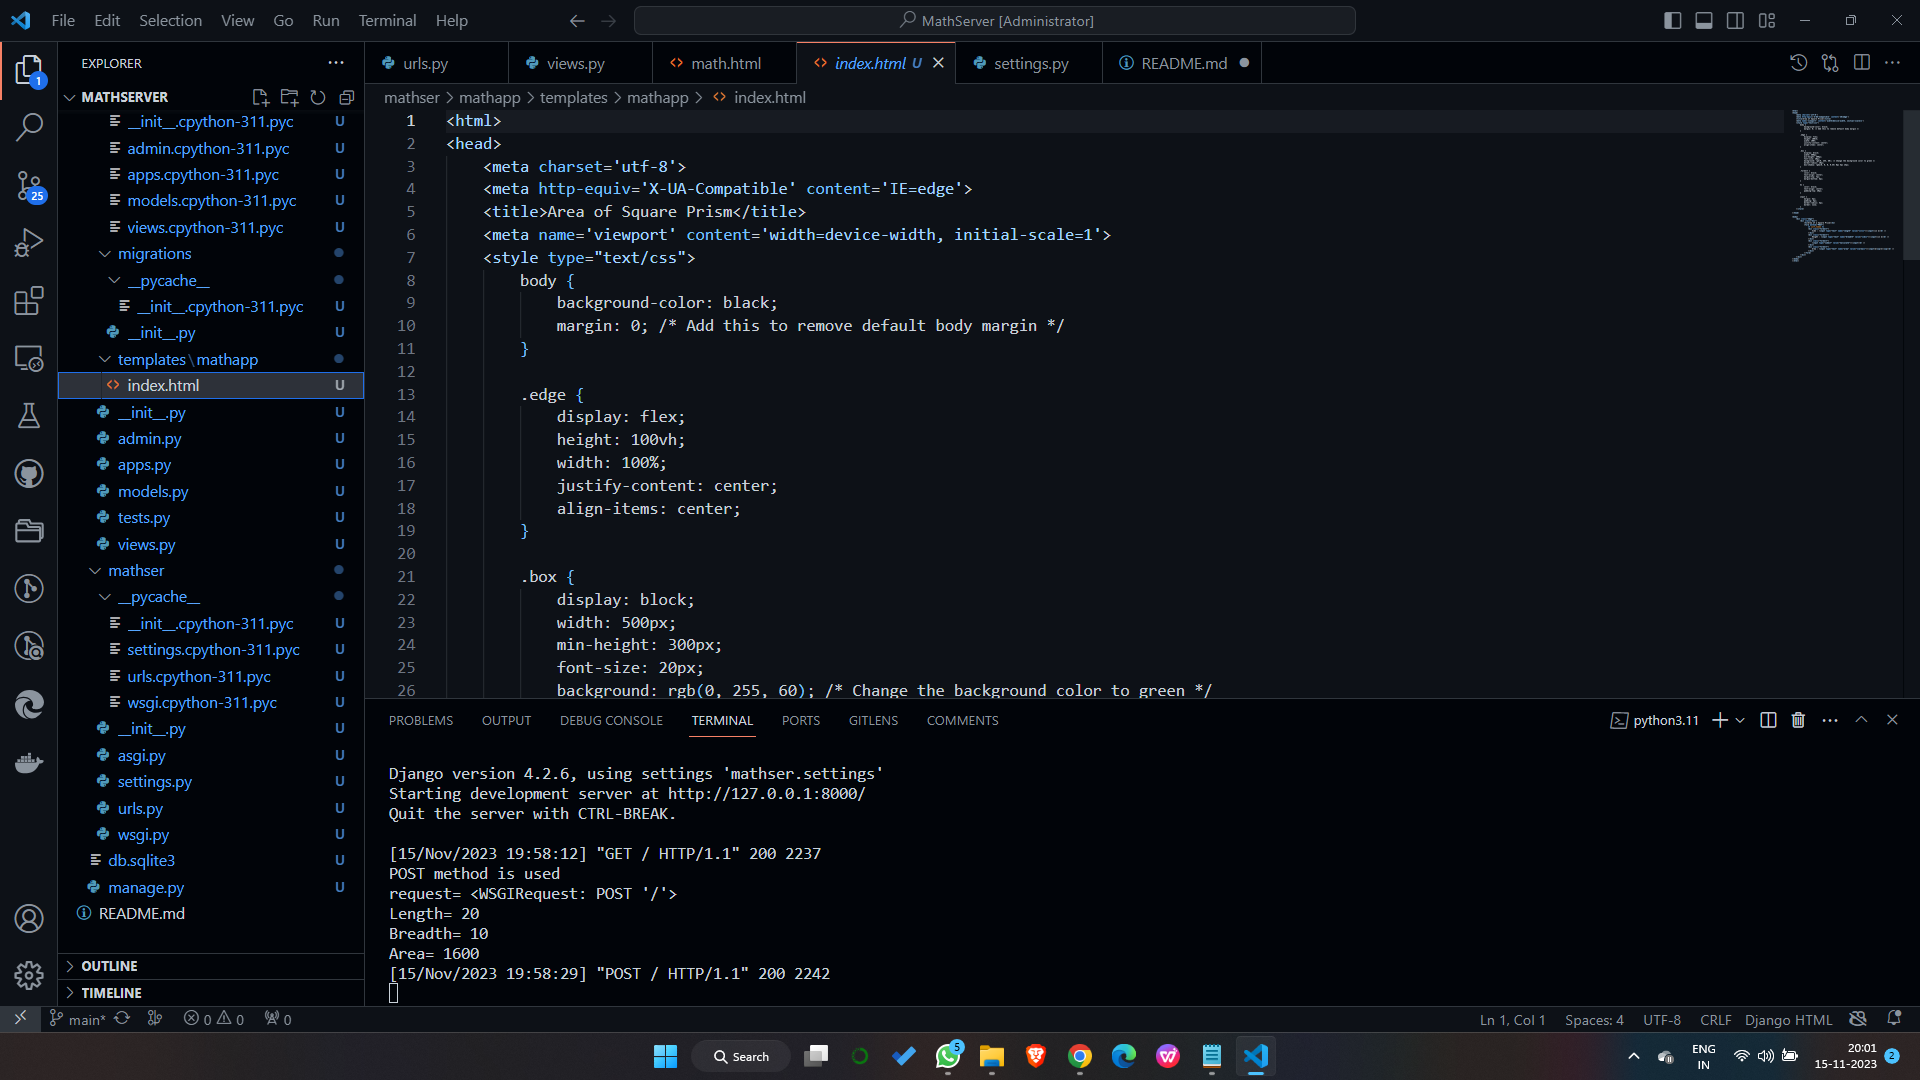 File Edit Selection View Go Run Terminal Help
MathServer [Administrator]
EXPLORER
MATHSERVER
1
25
__init__.cpython-311.pyc U
admin.cpython-311.pyc U
apps.cpython-311.pyc U
models.cpython-311.pyc U
views.cpython-311.pyc U
migrations
__pycache__
__init__.cpython-311.pyc U
__init__.py U
templates\mathapp
index.html U
__init__.py U
admin.py U
apps.py U
models.py U
tests.py U
views.py U
mathser
__pycache__
__init__.cpython-311.pyc U
settings.cpython-311.pyc U
urls.cpython-311.pyc U
wsgi.cpython-311.pyc U
__init__.py U
asgi.py U
settings.py U
urls.py U
wsgi.py U
db.sqlite3 U
manage.py U
README.md
OUTLINE
TIMELINE
urls.py views.py math.html index.html U settings.py README.md
mathser > mathapp > templates > mathapp > index.html
1 <html>
2 <head>
3 <meta charset='utf-8'>
4 <meta http-equiv='X-UA-Compatible' content='IE=edge'>
5 <title>Area of Square Prism</title>
6 <meta name='viewport' content='width=device-width, initial-scale=1'>
7 <style type="text/css">
8 body {
9 background-color: black;
10 margin: 0; /* Add this to remove default body margin */
11 }
12
13 .edge {
14 display: flex;
15 height: 100vh;
16 width: 100%;
17 justify-content: center;
18 align-items: center;
19 }
20
21 .box {
22 display: block;
23 width: 500px;
24 min-height: 300px;
25 font-size: 20px;
26 background: rgb(0, 255, 60); /* Change the background color to green */
PROBLEMS OUTPUT DEBUG CONSOLE TERMINAL PORTS GITLENS COMMENTS
python3.11
Django version 4.2.6, using settings 'mathser.settings'
Starting development server at http://127.0.0.1:8000/
Quit the server with CTRL-BREAK.
[15/Nov/2023 19:58:12] "GET / HTTP/1.1" 200 2237
POST method is used
request= <WSGIRequest: POST '/'>
Length= 20
Breadth= 10
Area= 1600
[15/Nov/2023 19:58:29] "POST / HTTP/1.1" 200 2242
main* 0 0 0
Ln 1, Col 1 Spaces: 4 UTF-8 CRLF Django HTML
Search
5
ENG
IN
20:01
15-11-2023
2